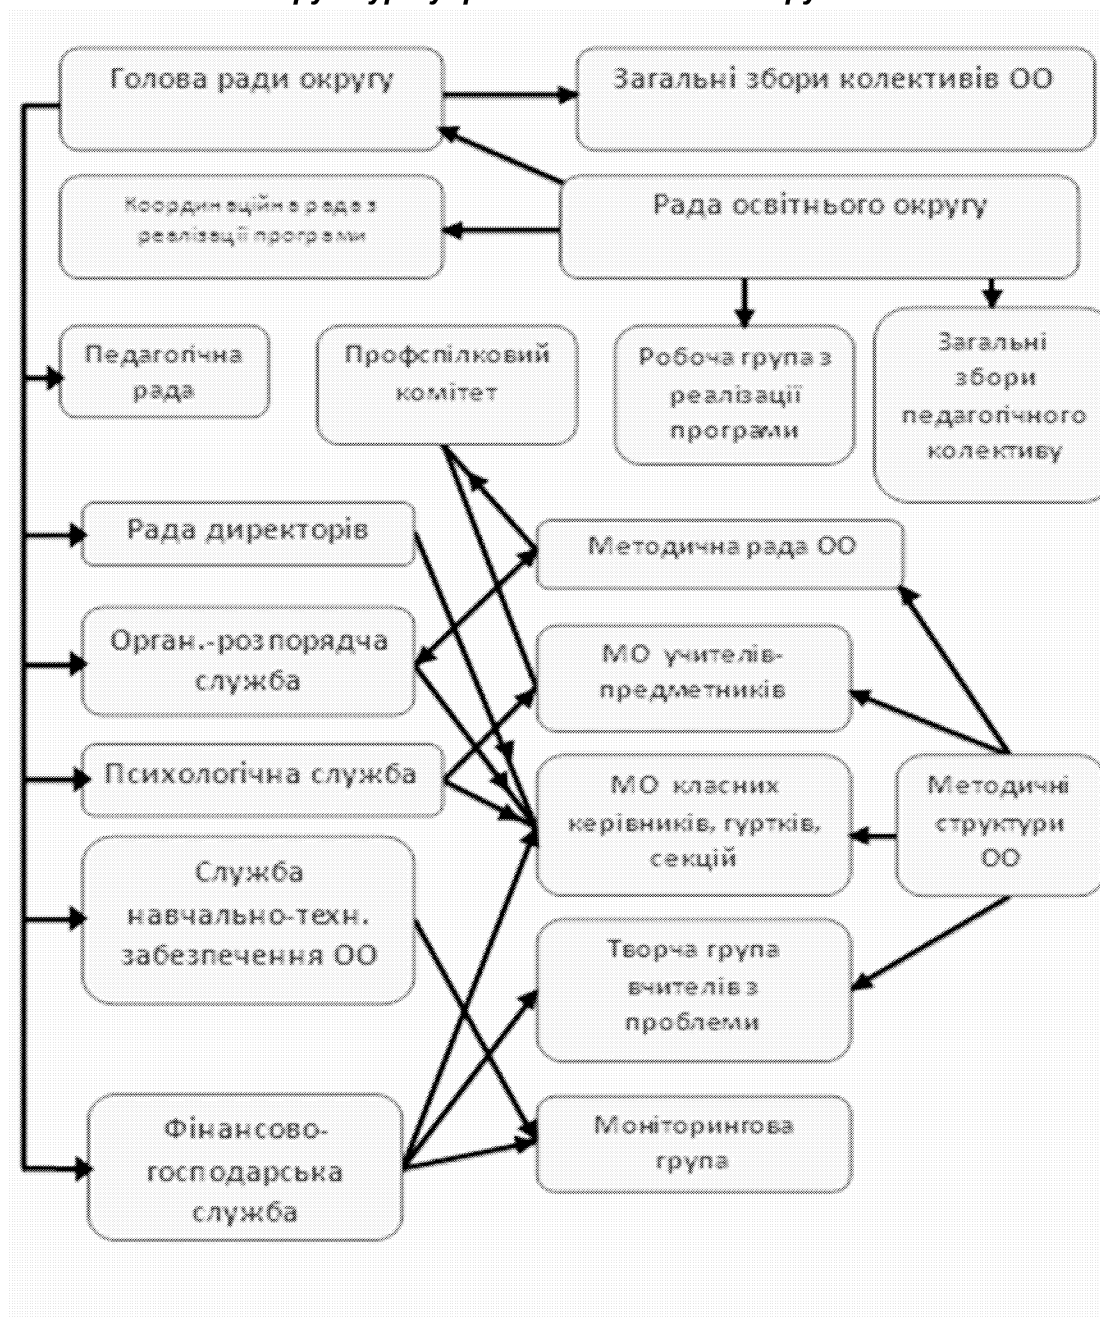 Голова ради округу
Загальні збори колективів ОО
Координаційна рада з
реалізації програми
Рада освітнього округу
Педагогічна
рада
Профспілковий
комітет
Робоча група з
реалізації
програми
Загальні
збори
педагогічного
колективу
Рада директорів
Методична рада ОО
Орган.-розпорядча
служба
МО учителів-
предметників
Психологічна служба
МО класних
керівників, гуртків,
секцій
Методичні
структури
ОО
Служба
навчально-техн.
забезпечення ОО
Творча група
вчителів з
проблеми
Фінансово-
господарська
служба
Моніторингова
група